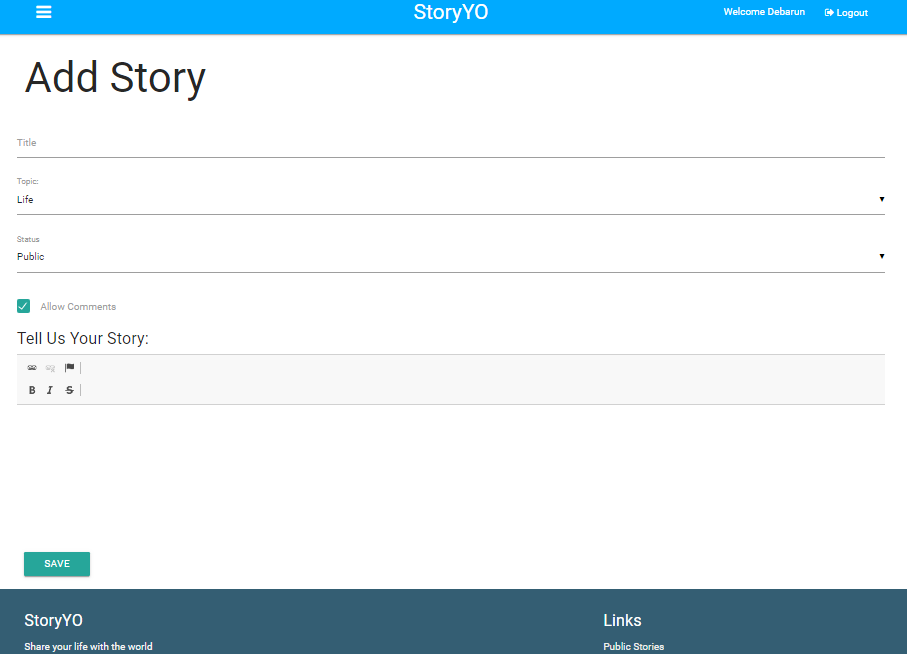 StoryYO
Welcome Debarun
Logout
Add Story
Title
Topic:
Life
Status
Public
Allow Comments
Tell Us Your Story:
B I S
SAVE
StoryYO
Share your life with the world
Links
Public Stories